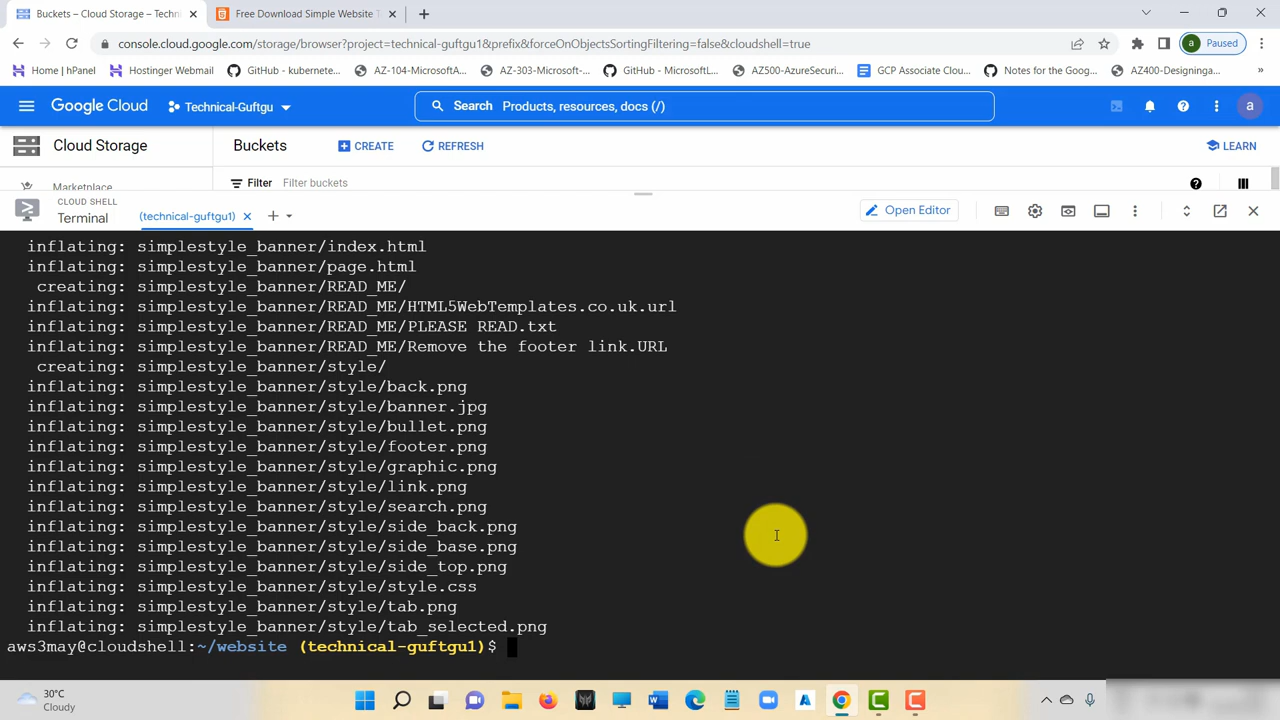 Buckets – Cloud Storage – Techni
Free Download Simple Website T
console.cloud.google.com/storage/browser?project=technical-guftgu1&prefix&forceOnObjectsSortingFiltering=false&cloudshell=true
a Paused
Home | hPanel
Hostinger Webmail
GitHub - kubernete...
AZ-104-MicrosoftA...
AZ-303-Microsoft-...
GitHub - MicrosoftL...
AZ500-AzureSecuri...
GCP Associate Clou...
Notes for the Goog...
AZ400-Designinga...
»
Google Cloud
Technical-Guftgu
Search Products, resources, docs (/)
a
Cloud Storage
Buckets
CREATE
REFRESH
LEARN
Marketplace
Filter Filter buckets
CLOUD SHELL
Terminal
(technical-guftgu1)
Open Editor
inflating: simplestyle_banner/index.html
inflating: simplestyle_banner/page.html
creating: simplestyle_banner/READ_ME/
inflating: simplestyle_banner/READ_ME/HTML5WebTemplates.co.uk.url
inflating: simplestyle_banner/READ_ME/PLEASE READ.txt
inflating: simplestyle_banner/READ_ME/Remove the footer link.URL
creating: simplestyle_banner/style/
inflating: simplestyle_banner/style/back.png
inflating: simplestyle_banner/style/banner.jpg
inflating: simplestyle_banner/style/bullet.png
inflating: simplestyle_banner/style/footer.png
inflating: simplestyle_banner/style/graphic.png
inflating: simplestyle_banner/style/link.png
inflating: simplestyle_banner/style/search.png
inflating: simplestyle_banner/style/side_back.png
inflating: simplestyle_banner/style/side_base.png
inflating: simplestyle_banner/style/side_top.png
inflating: simplestyle_banner/style/style.css
inflating: simplestyle_banner/style/tab.png
inflating: simplestyle_banner/style/tab_selected.png
aws3may@cloudshell:~/website (technical-guftgu1)$
30°C
Cloudy